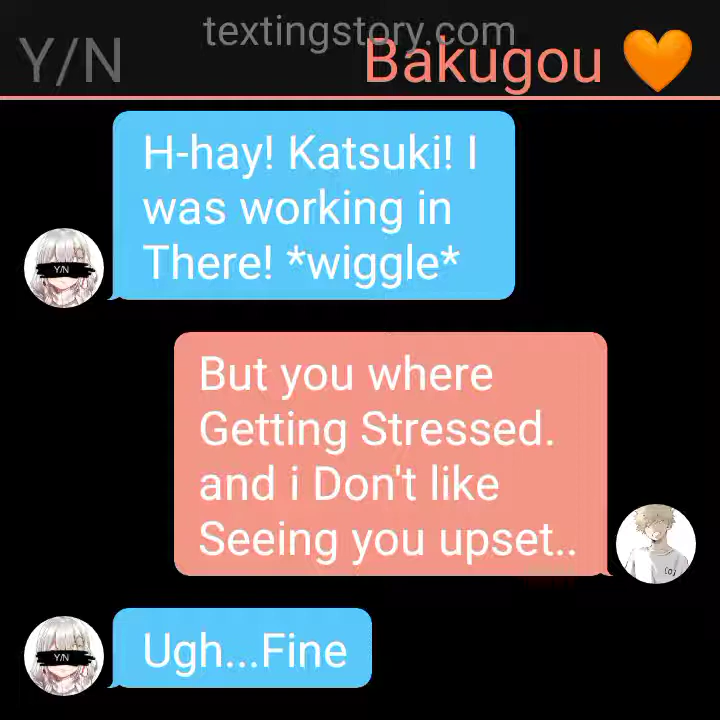 textingstory.com
Y/N
Bakugou 🧡
H-hay! Katsuki! I
was working in
There! *wiggle*
Y/N
But you where
Getting Stressed.
and i Don't like
Seeing you upset..
Ugh...Fine
Y/N